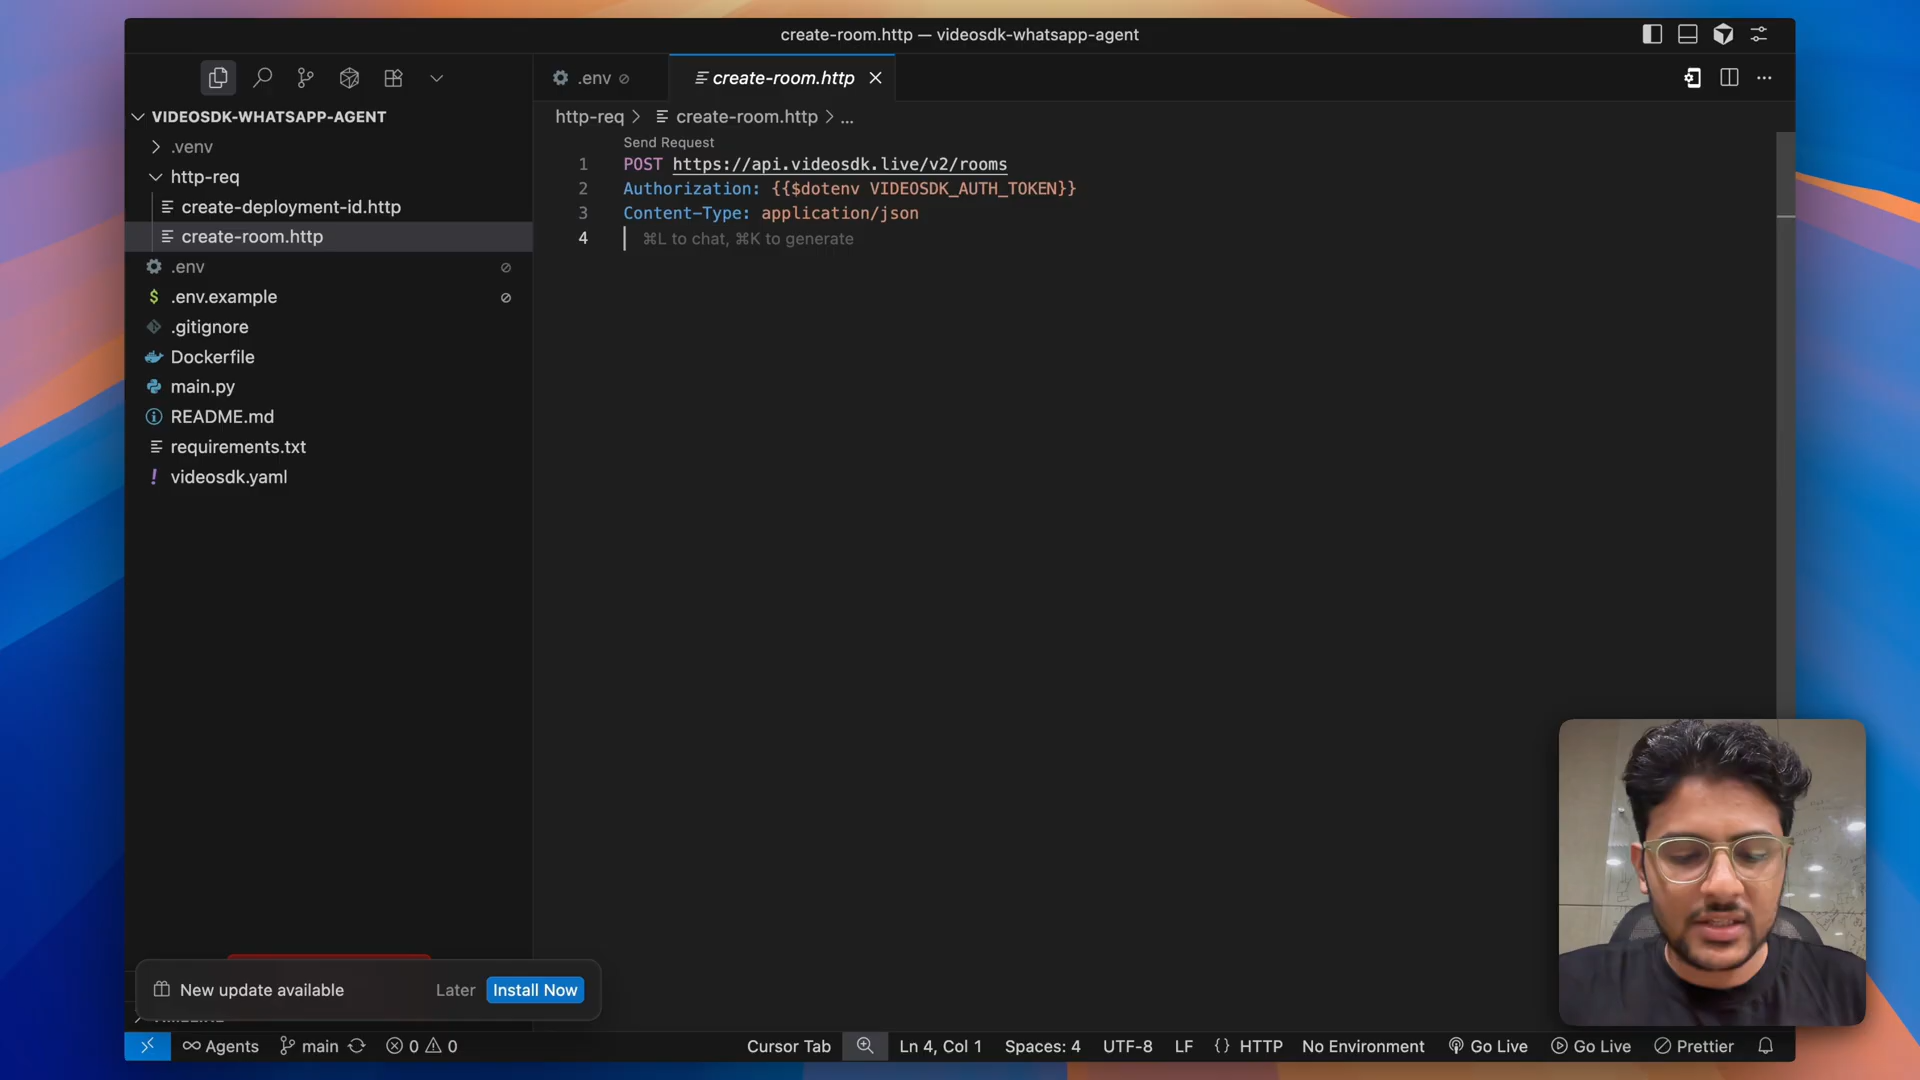 create-room.http — videosdk-whatsapp-agent
.env
create-room.http
VIDEOSDK-WHATSAPP-AGENT
.venv
http-req
create-deployment-id.http
create-room.http
.env
.env.example
.gitignore
Dockerfile
main.py
README.md
requirements.txt
videosdk.yaml
http-req > create-room.http > ...
Send Request
1 POST https://api.videosdk.live/v2/rooms
2 Authorization: {{$dotenv VIDEOSDK_AUTH_TOKEN}}
3 Content-Type: application/json
4 ⌘L to chat, ⌘K to generate
New update available Later Install Now
Agents main 0 0 Cursor Tab Ln 4, Col 1 Spaces: 4 UTF-8 LF {} HTTP No Environment Go Live Go Live Prettier